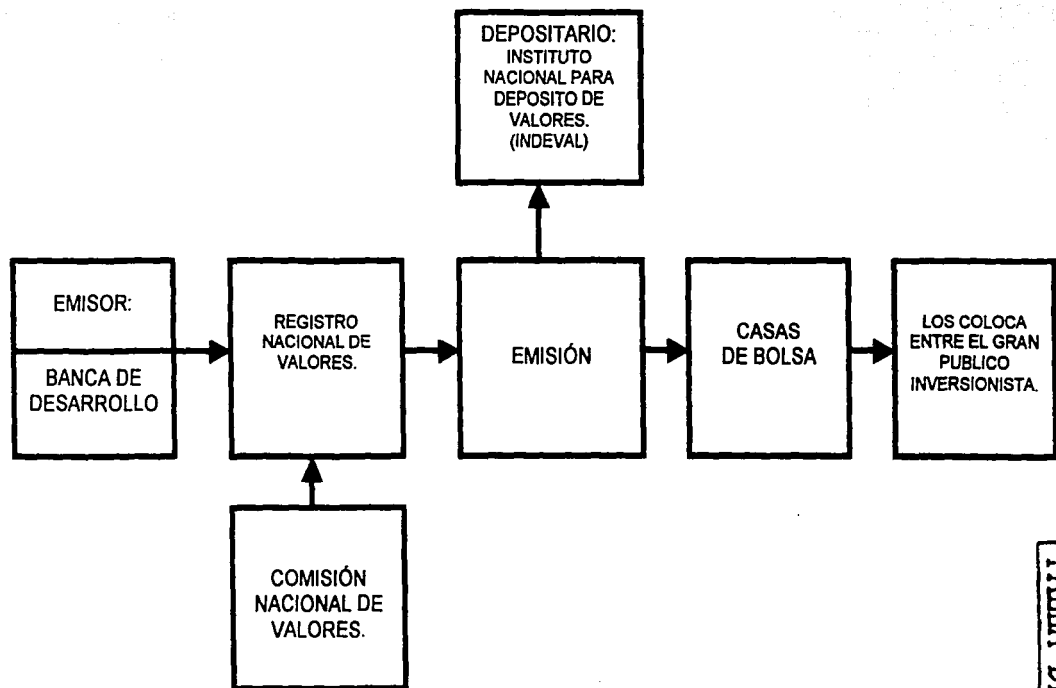 DEPOSITARIO:
INSTITUTO
NACIONAL PARA
DEPOSITO DE
VALORES.
(INDEVAL)
EMISOR:
BANCA DE
DESARROLLO
REGISTRO
NACIONAL DE
VALORES.
EMISIÓN
CASAS
DE BOLSA
LOS COLOCA
ENTRE EL GRAN
PUBLICO
INVERSIONISTA.
COMISIÓN
NACIONAL DE
VALORES.